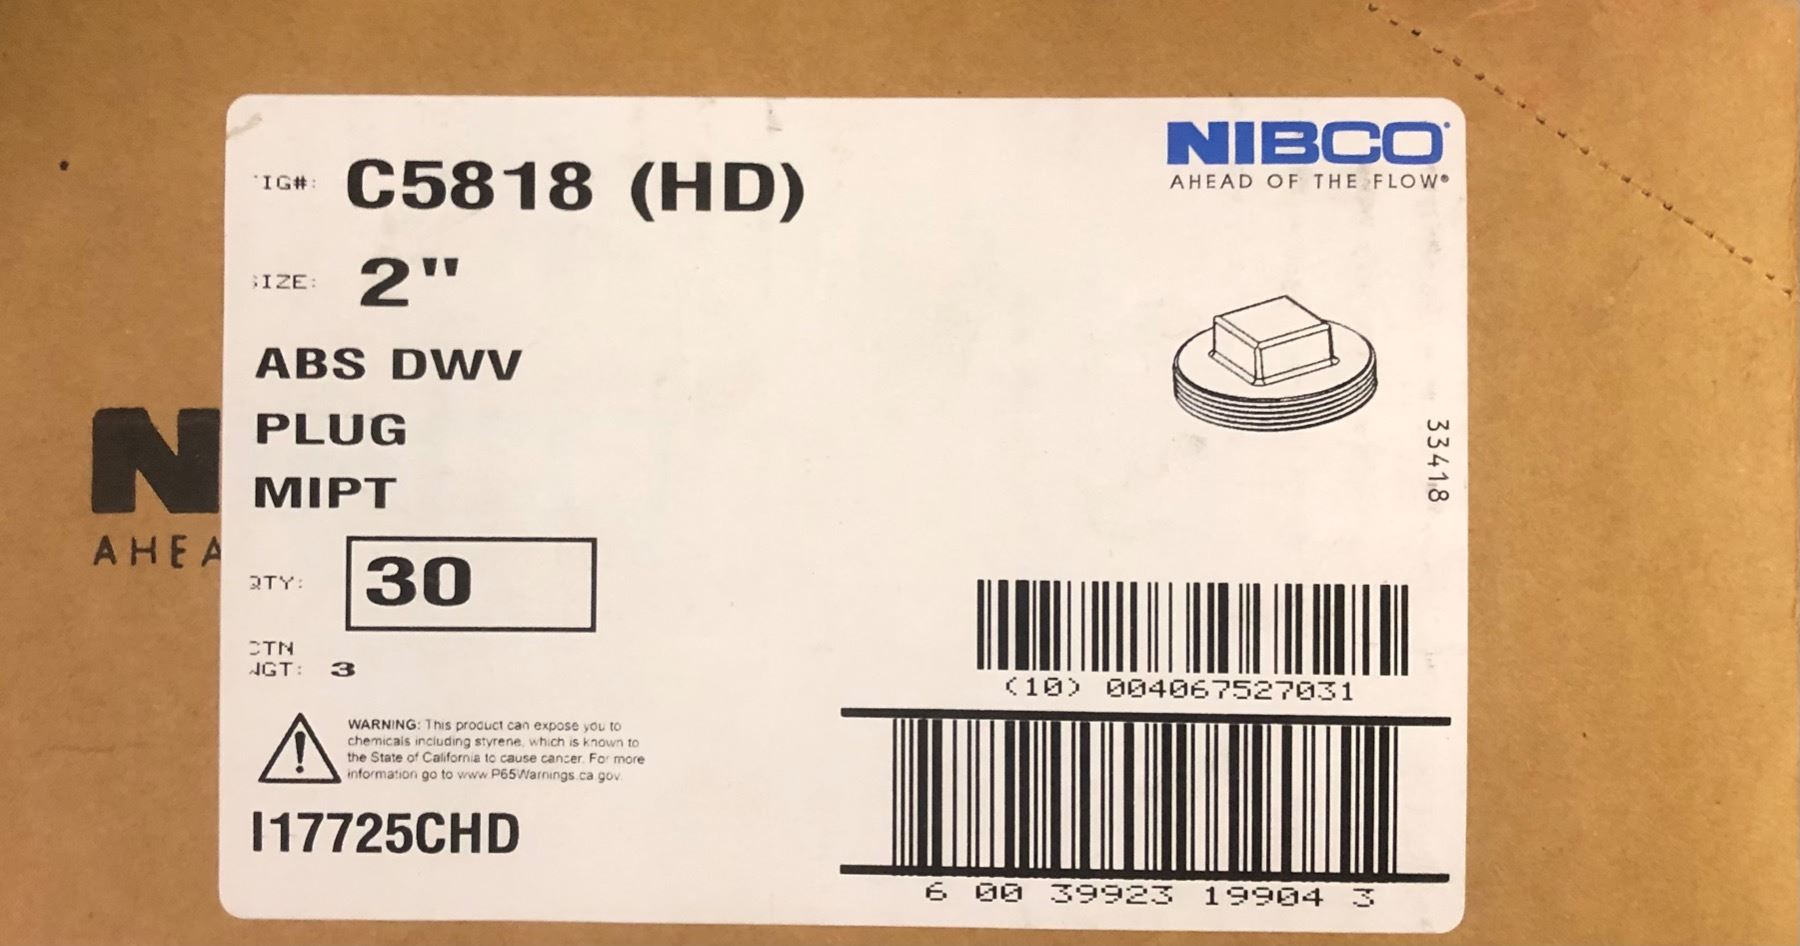 NIBCO
AHEAD OF THE FLOW®
FIG#: C5818 (HD)
SIZE: 2"
ABS DWV
PLUG
MIPT
33418
N
AHEA
QTY: 30
CTN
WGT: 3
(10) 004067527031
WARNING: This product can expose you to
chemicals including styrene, which is known to
the State of California to cause cancer. For more
information go to www.P65Warnings.ca.gov.
I17725CHD
6 00 39923 19904 3